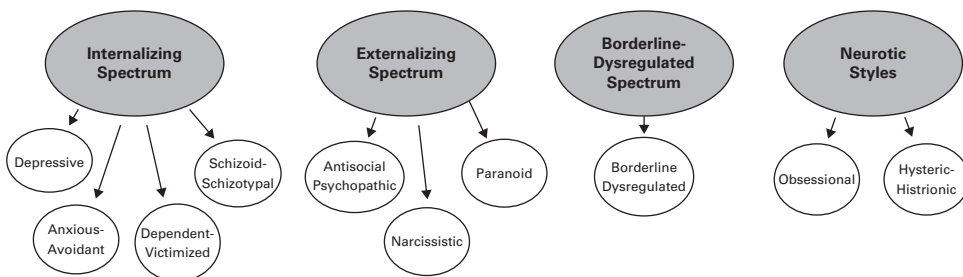 Internalizing
Spectrum
Externalizing
Spectrum
Borderline-
Dysregulated
Spectrum
Neurotic
Styles
Depressive
Anxious-
Avoidant
Dependent-
Victimized
Schizoid-
Schizotypal
Antisocial
Psychopathic
Narcissistic
Paranoid
Borderline
Dysregulated
Obsessional
Hysteric-
Histrionic